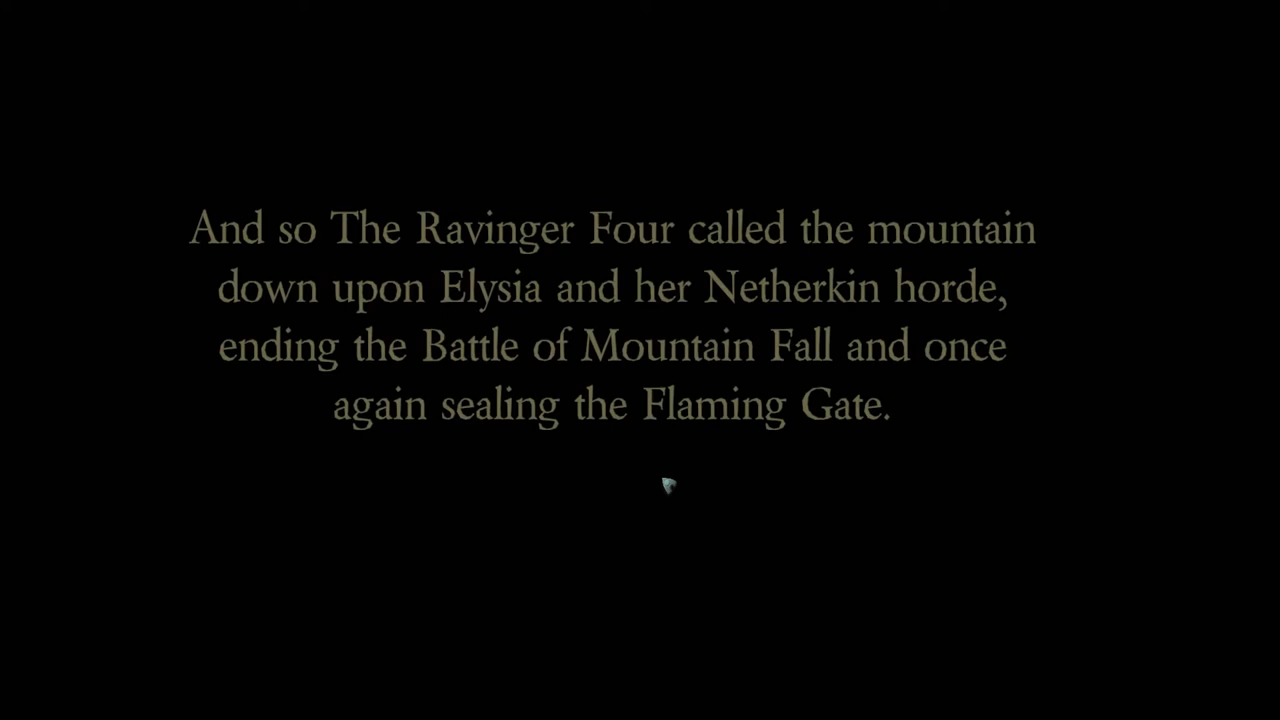 And so The Ravinger Four called the mountain
down upon Elysia and her Netherkin horde,
ending the Battle of Mountain Fall and once
again sealing the Flaming Gate.